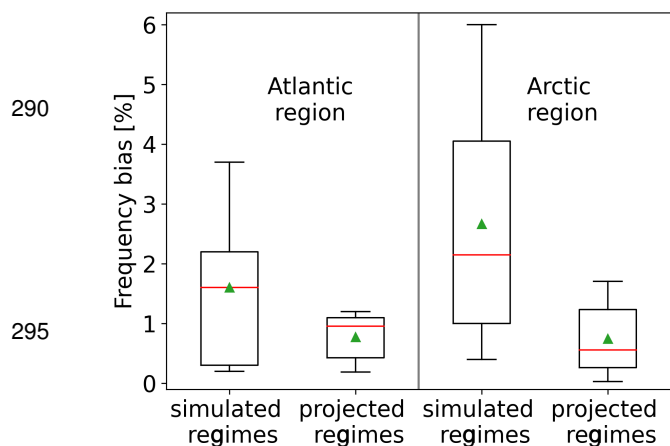 290
295
Frequency bias [%]
6
5
4
3
2
1
0
Atlantic
region
Arctic
region
simulated
regimes
projected
regimes
simulated
regimes
projected
regimes